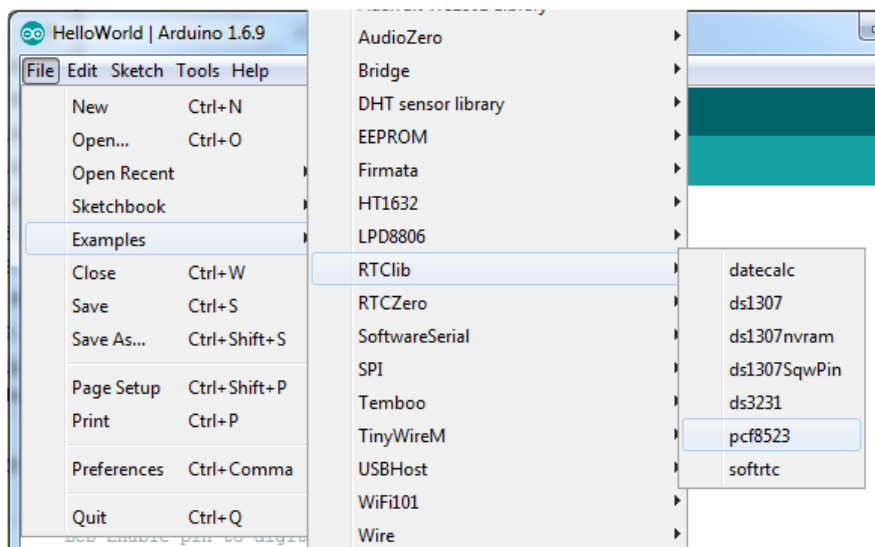 HelloWorld | Arduino 1.6.9
File Edit Sketch Tools Help
New Ctrl+N
Open... Ctrl+O
Open Recent
Sketchbook
Examples
Close Ctrl+W
Save Ctrl+S
Save As... Ctrl+Shift+S
Page Setup Ctrl+Shift+P
Print Ctrl+P
Preferences Ctrl+Comma
Quit Ctrl+Q
AudioZero
Bridge
DHT sensor library
EEPROM
Firmata
HT1632
LPD8806
RTClib
RTCZero
SoftwareSerial
SPI
Temboo
TinyWireM
USBHost
WiFi101
Wire
datecalc
ds1307
ds1307nvram
ds1307SqwPin
ds3231
pcf8523
softrtc